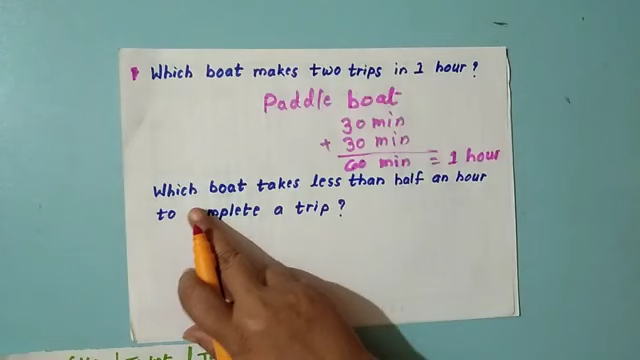 Which boat makes two trips in 1 hour?
Paddle boat
30 min
+ 30 min
60 min = 1 hour
Which boat takes less than half an hour
to complete a trip?